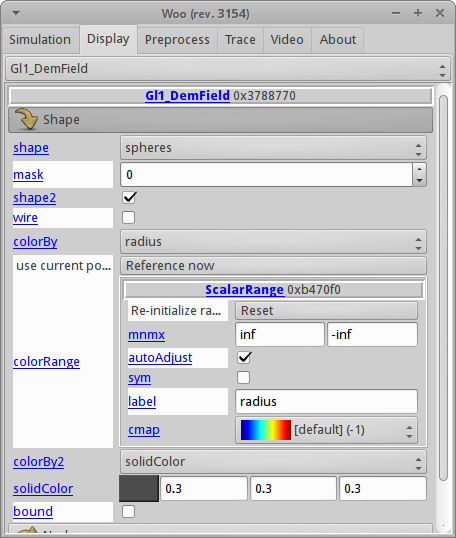 Woo (rev. 3154)
Simulation Display Preprocess Trace Video About
Gl1_DemField
Gl1_DemField 0x3788770
Shape
shape spheres
mask 0
shape2
wire
colorBy radius
use current po... Reference now
ScalarRange 0xb470f0
Re-initialize ra... Reset
mnmx inf -inf
autoAdjust
colorRange
sym
label radius
cmap [default] (-1)
colorBy2 solidColor
solidColor 0.3 0.3 0.3
bound